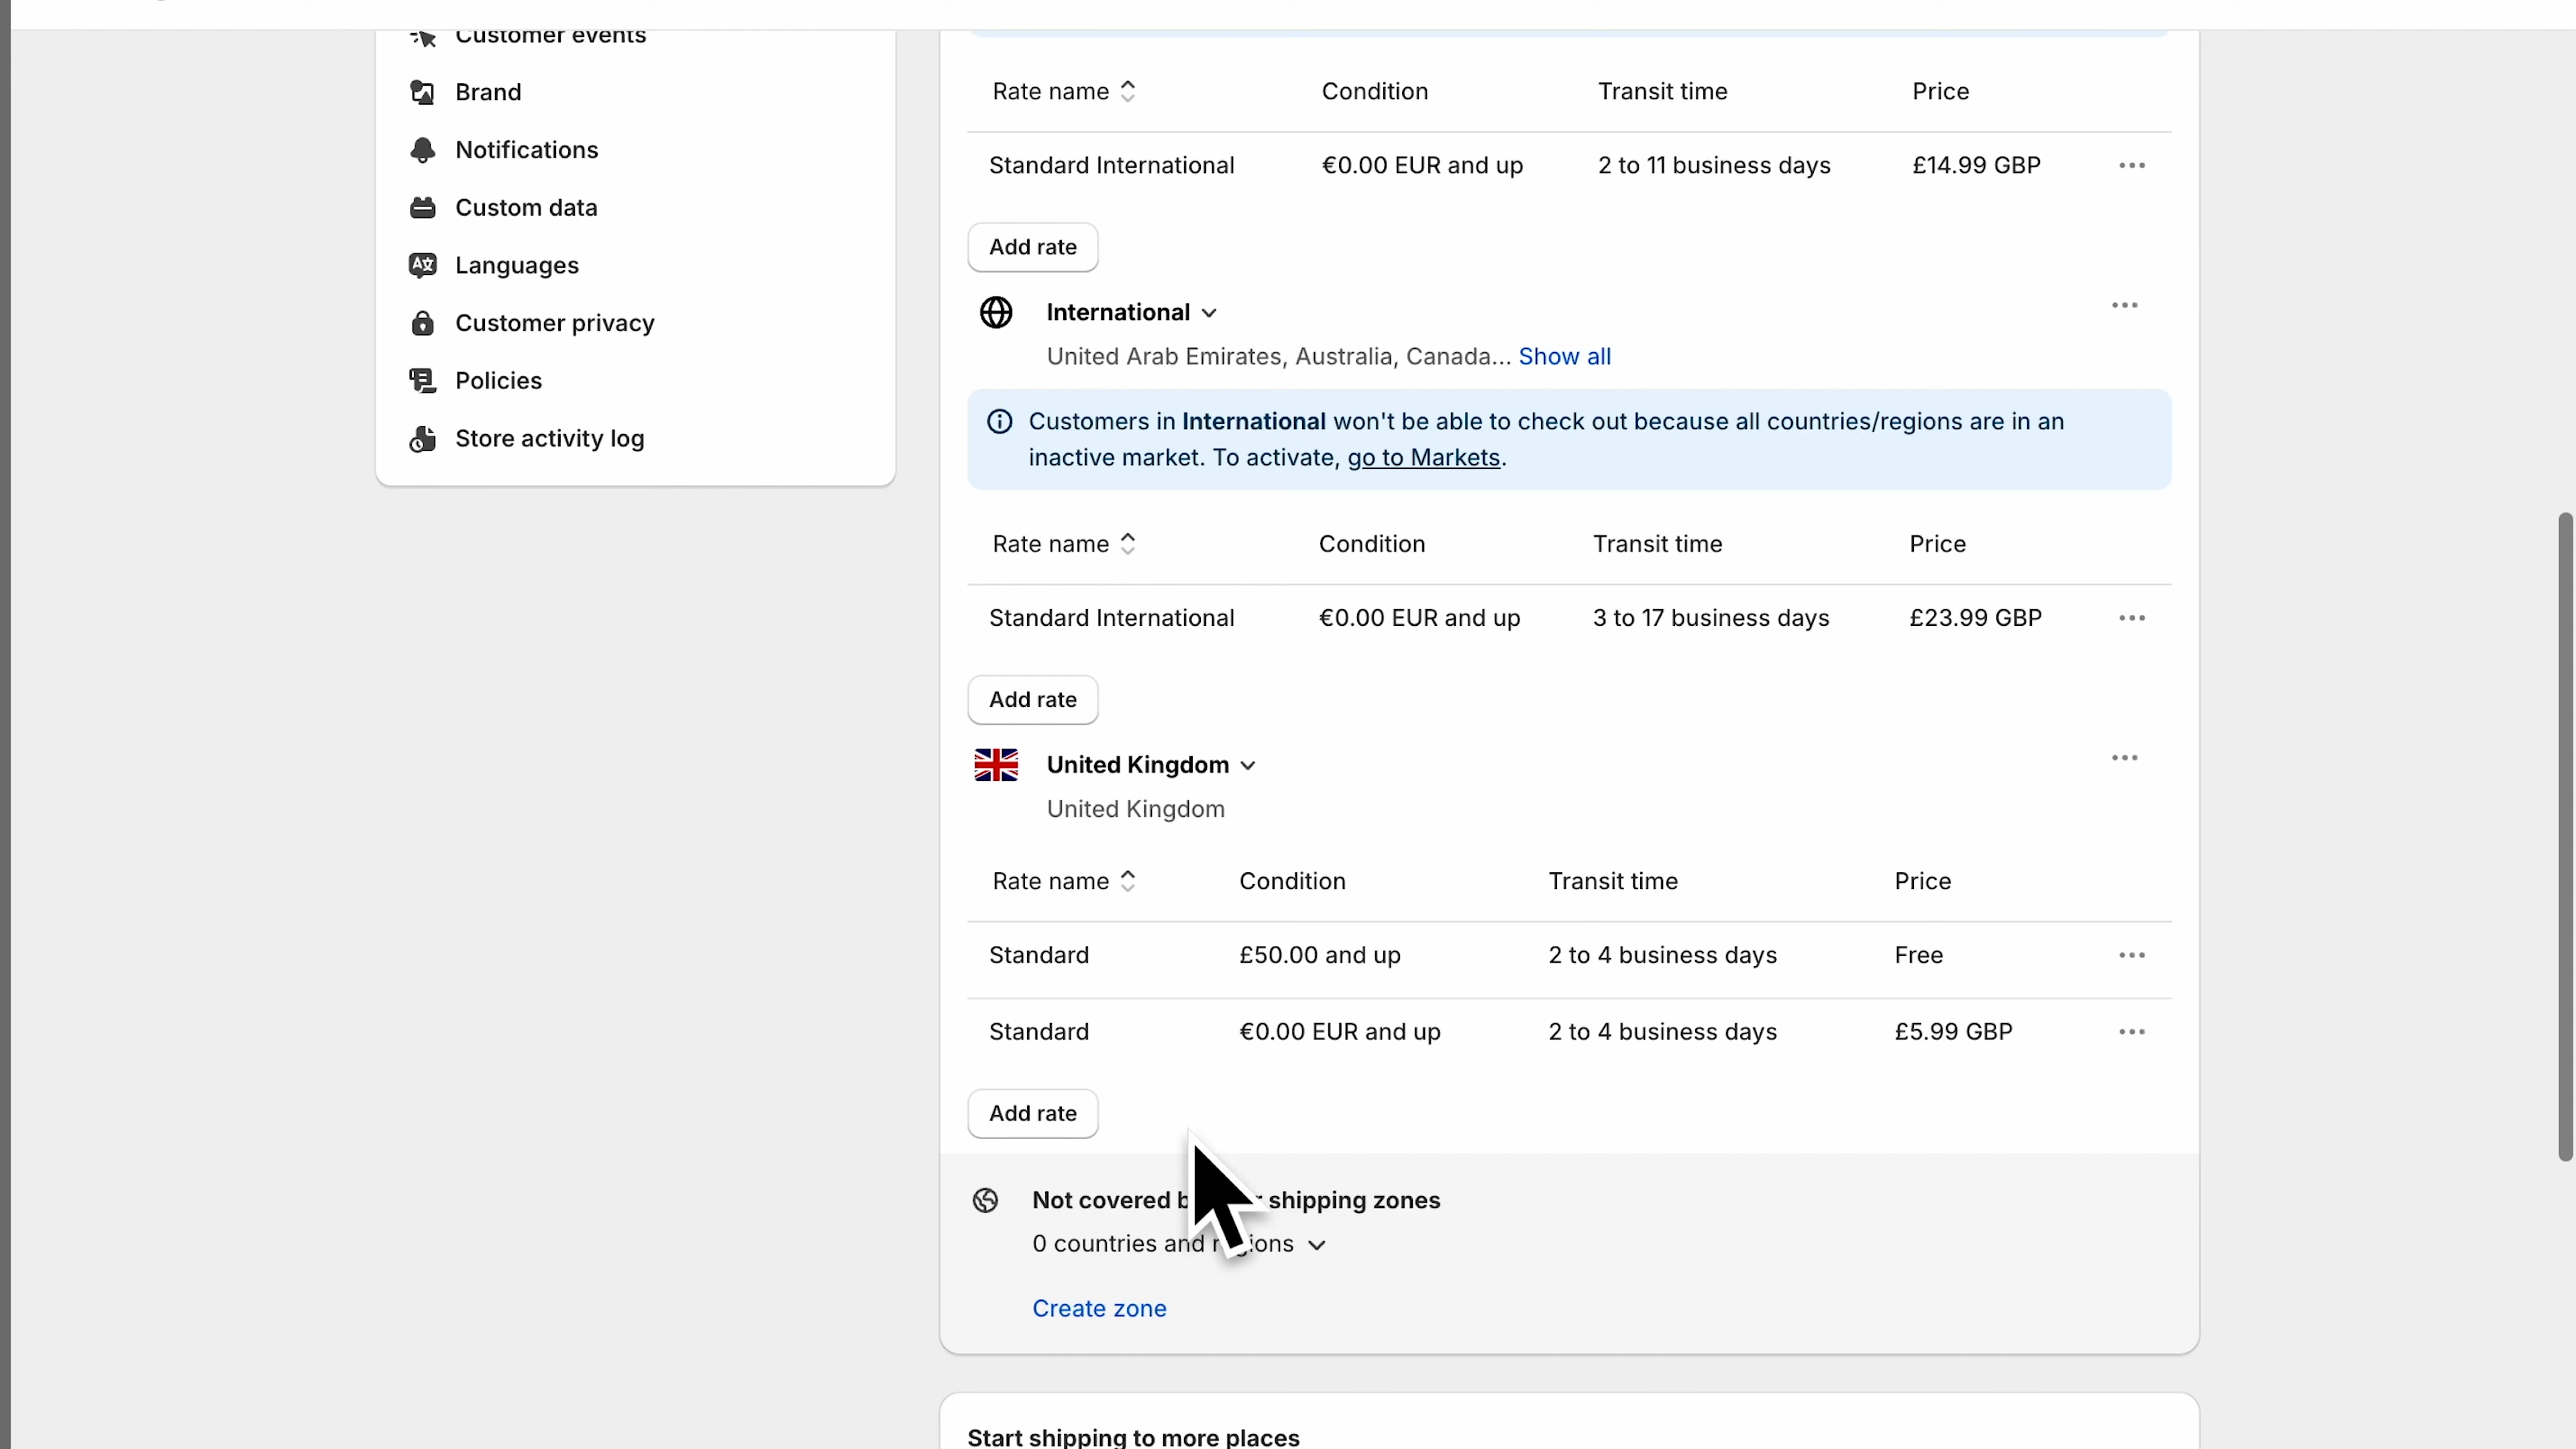 Customer events
Brand
Notifications
Custom data
Languages
Customer privacy
Policies
Store activity log
Rate name Condition Transit time Price
Standard International €0.00 EUR and up 2 to 11 business days £14.99 GBP
Add rate
International
United Arab Emirates, Australia, Canada... Show all
Customers in International won't be able to check out because all countries/regions are in an
inactive market. To activate, go to Markets.
Rate name Condition Transit time Price
Standard International €0.00 EUR and up 3 to 17 business days £23.99 GBP
Add rate
United Kingdom
United Kingdom
Rate name Condition Transit time Price
Standard £50.00 and up 2 to 4 business days Free
Standard €0.00 EUR and up 2 to 4 business days £5.99 GBP
Add rate
Not covered shipping zones
0 countries and regions
Create zone
Start shipping to more places